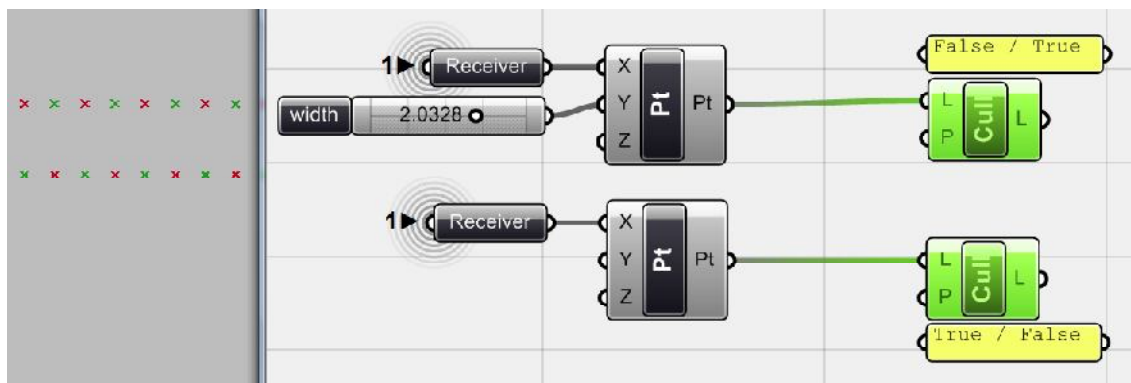 False / True
1 Receiver X
L
width 2.0328 Y Pt Pt Cull L
P
Z
1 Receiver X
Y Pt Pt L
Cull L
Z P
True / False